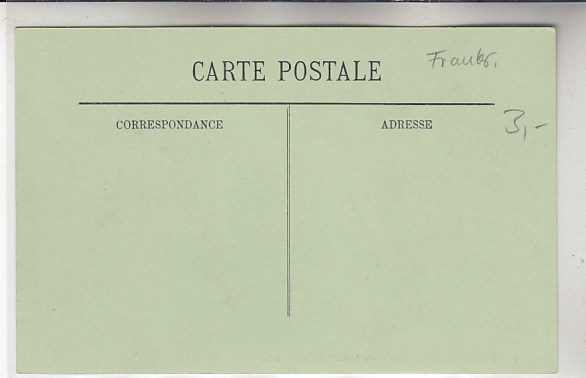 CARTE POSTALE
Frankr.
CORRESPONDANCE
ADRESSE
3,-